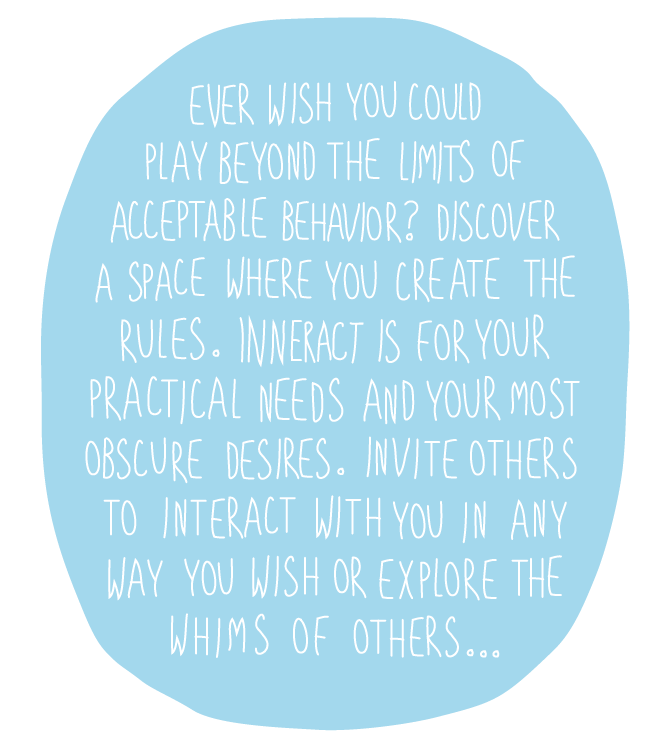 EVER WISH YOU COULD
PLAY BEYOND THE LIMITS OF
ACCEPTABLE BEHAVIOR? DISCOVER
A SPACE WHERE YOU CREATE THE
RULES. INNERACT IS FOR YOUR
PRACTICAL NEEDS AND YOUR MOST
OBSCURE DESIRES. INVITE OTHERS
TO INTERACT WITH YOU IN ANY
WAY YOU WISH OR EXPLORE THE
WHIMS OF OTHERS...